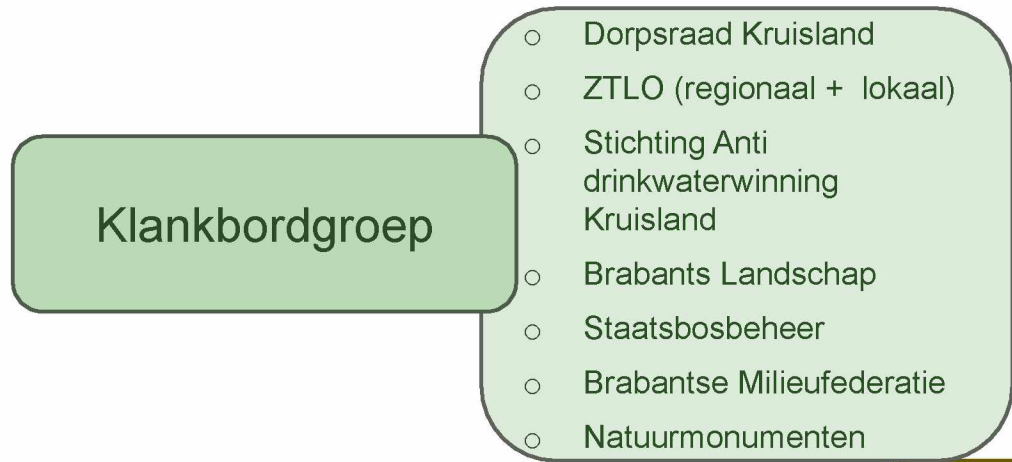 Klankbordgroep
○ Dorpsraad Kruisland
○ ZTLO (regionaal + lokaal)
○ Stichting Anti
drinkwaterwinning
Kruisland
○ Brabants Landschap
○ Staatsbosbeheer
○ Brabantse Milieufederatie
○ Natuurmonumenten